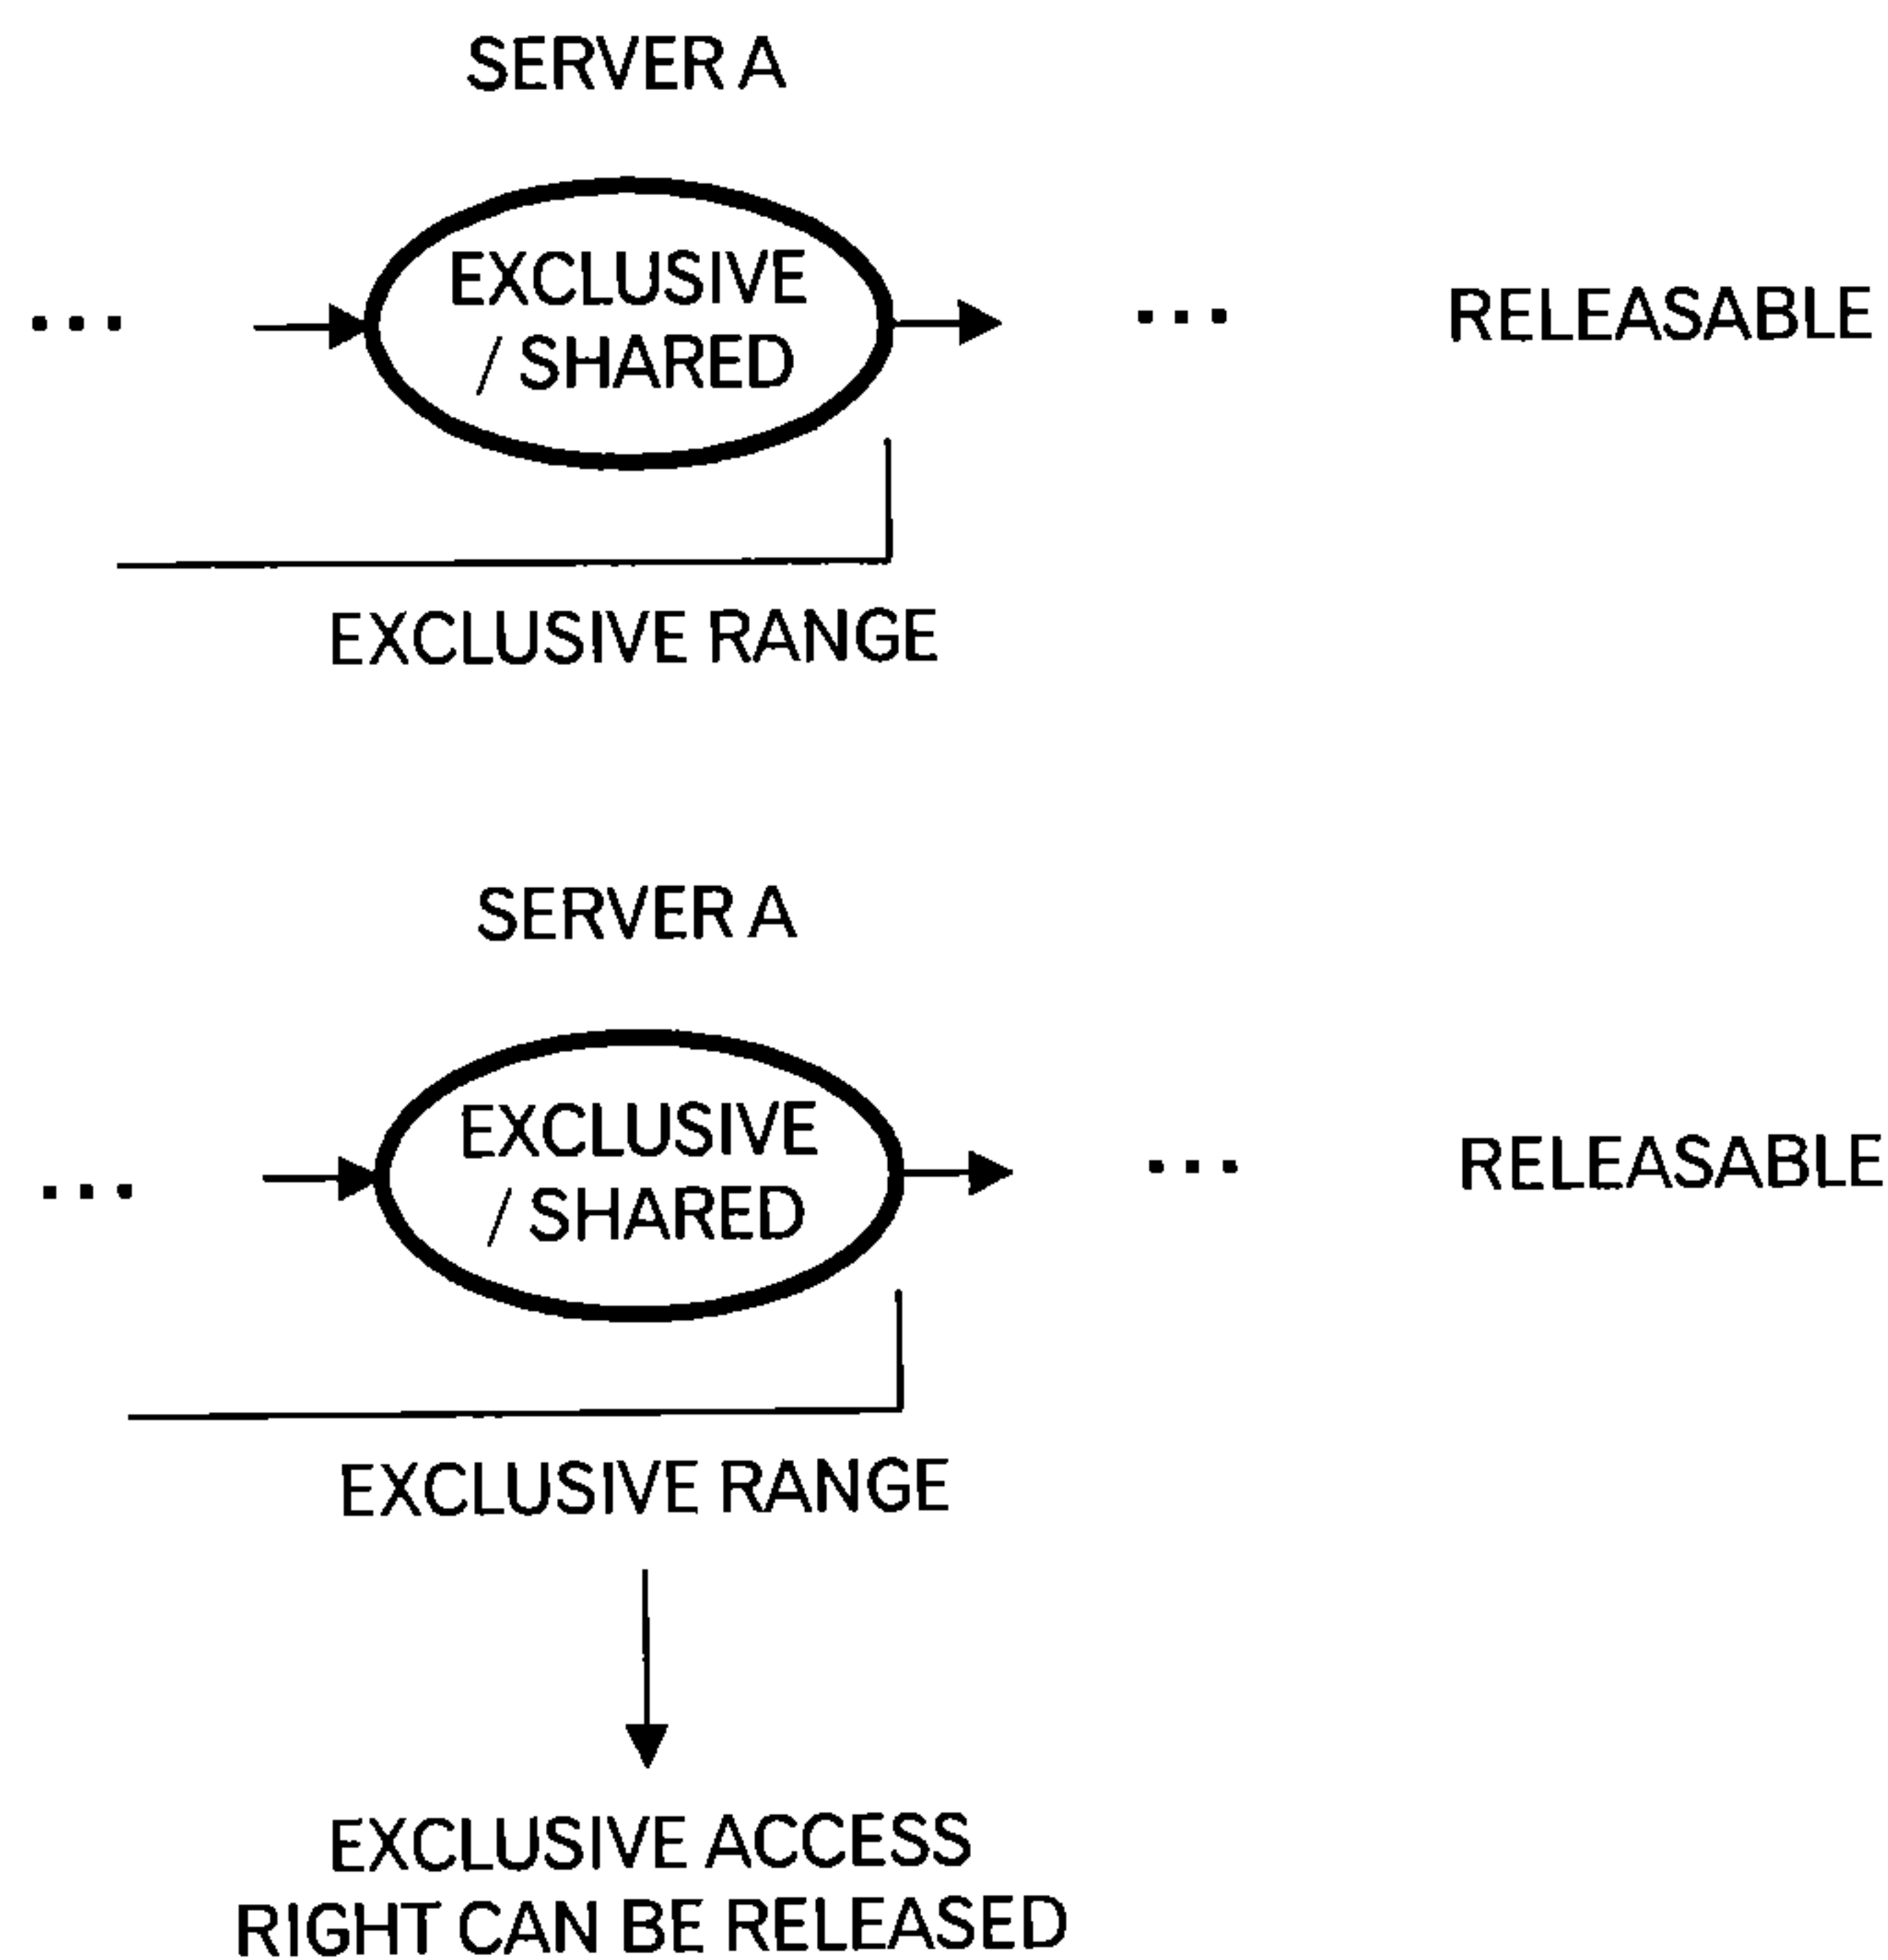 SERVER A
EXCLUSIVE
/ SHARED
... ... RELEASABLE
EXCLUSIVE RANGE
SERVER A
EXCLUSIVE
/ SHARED
... ... RELEASABLE
EXCLUSIVE RANGE
EXCLUSIVE ACCESS
RIGHT CAN BE RELEASED